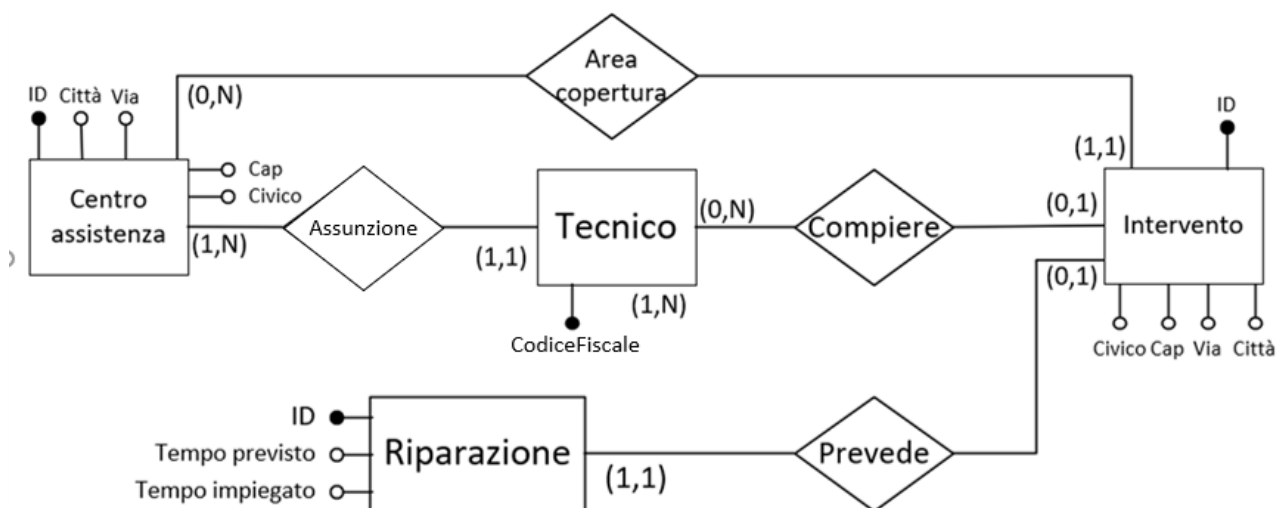 Area
copertura
(0,N)
ID Città Via
ID
(1,1)
Cap
Civico
Centro
assistenza
(1,N)
Assunzione
(1,1)
Tecnico
(0,N)
Compiere
(0,1)
Intervento
(0,1)
(1,N)
CodiceFiscale
Civico Cap Via Città
ID
Tempo previsto
Tempo impiegato
Riparazione
(1,1)
Prevede